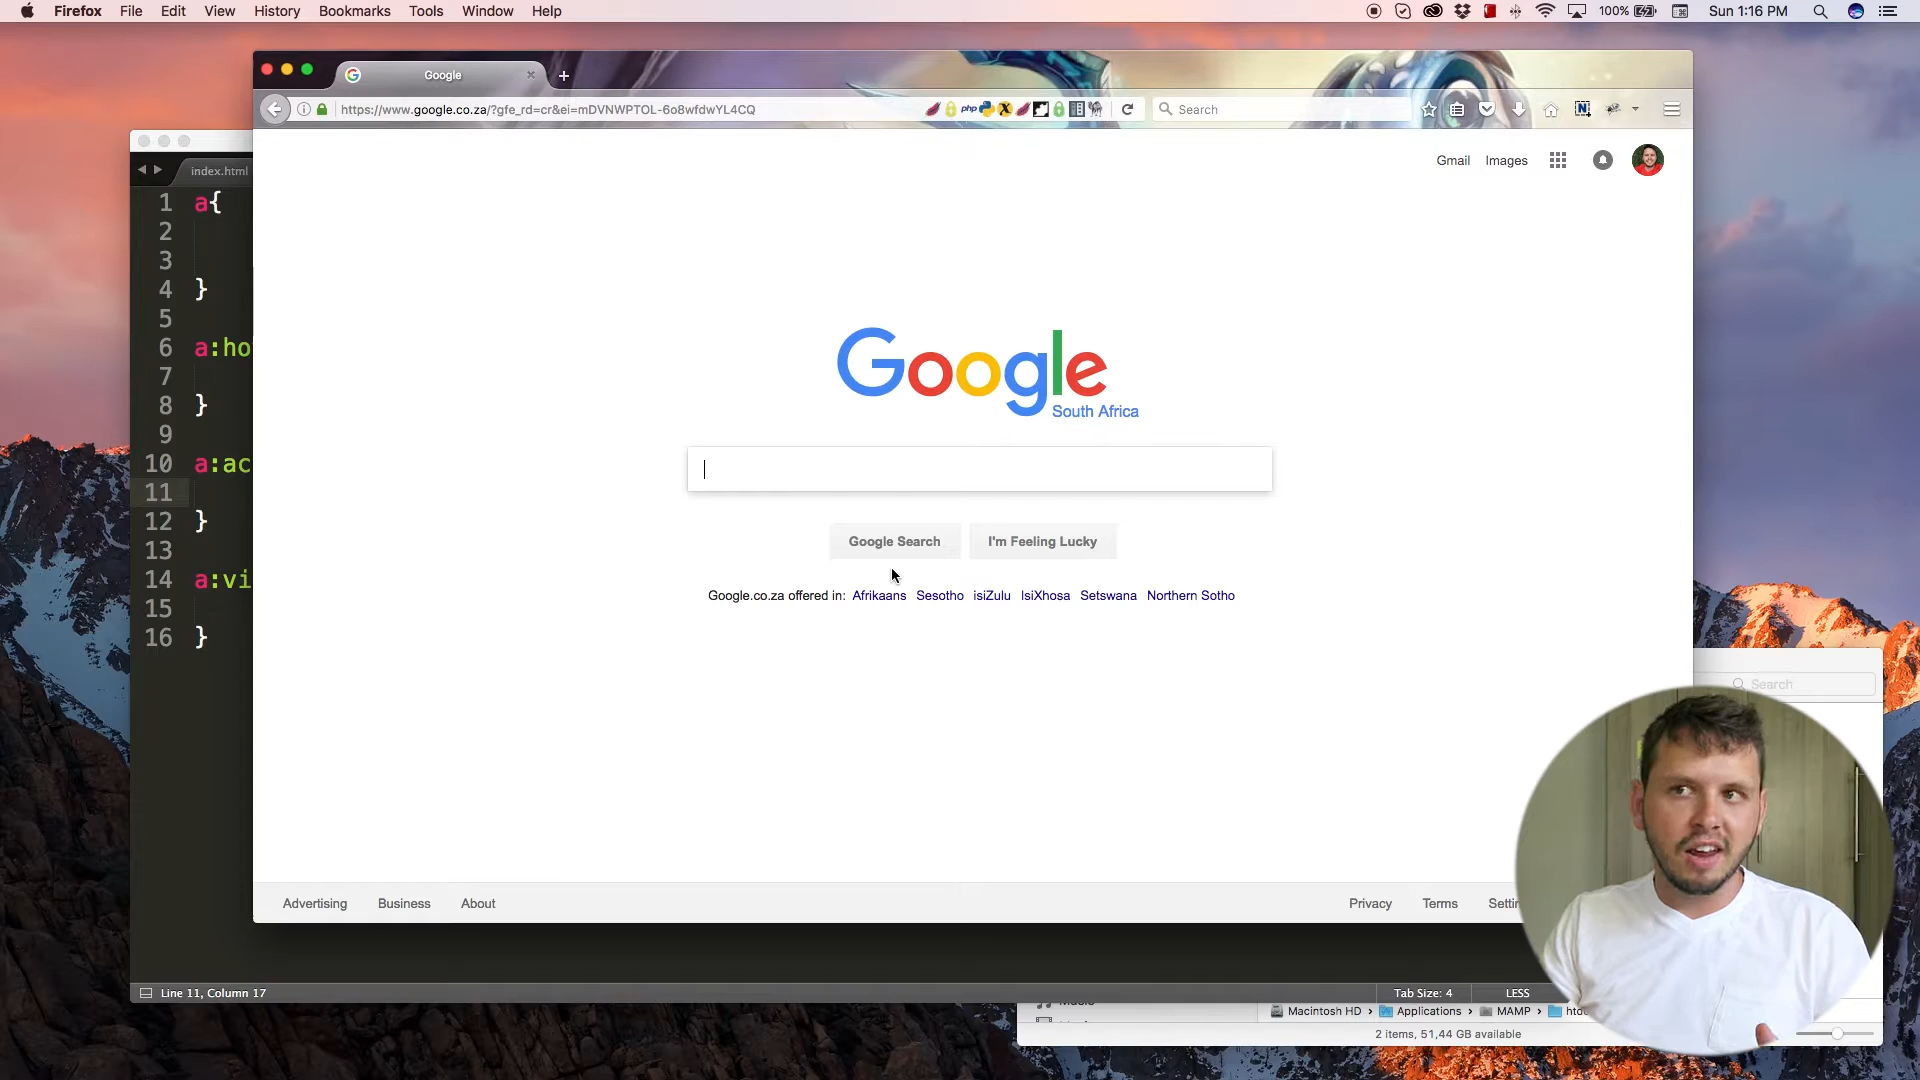 Firefox File Edit View History Bookmarks Tools Window Help 100% Sun 1:16 PM
Google
https://www.google.co.za/?gfe_rd=cr&ei=mDVNWPTOL-6o8wfdwYL4CQ php Search
Gmail Images
index.html
1 a{
2
3
4 }
5
6 a:ho
7
8 }
9
10 a:ac
11
12 }
13
14 a:vi
15
16 }
Google
South Africa
Google Search I'm Feeling Lucky
Google.co.za offered in: Afrikaans Sesotho isiZulu IsiXhosa Setswana Northern Sotho
Search
Advertising Business About Privacy Terms Settin
Line 11, Column 17 Tab Size: 4 LESS
Macintosh HD › Applications › MAMP › htdo
2 items, 51,44 GB available